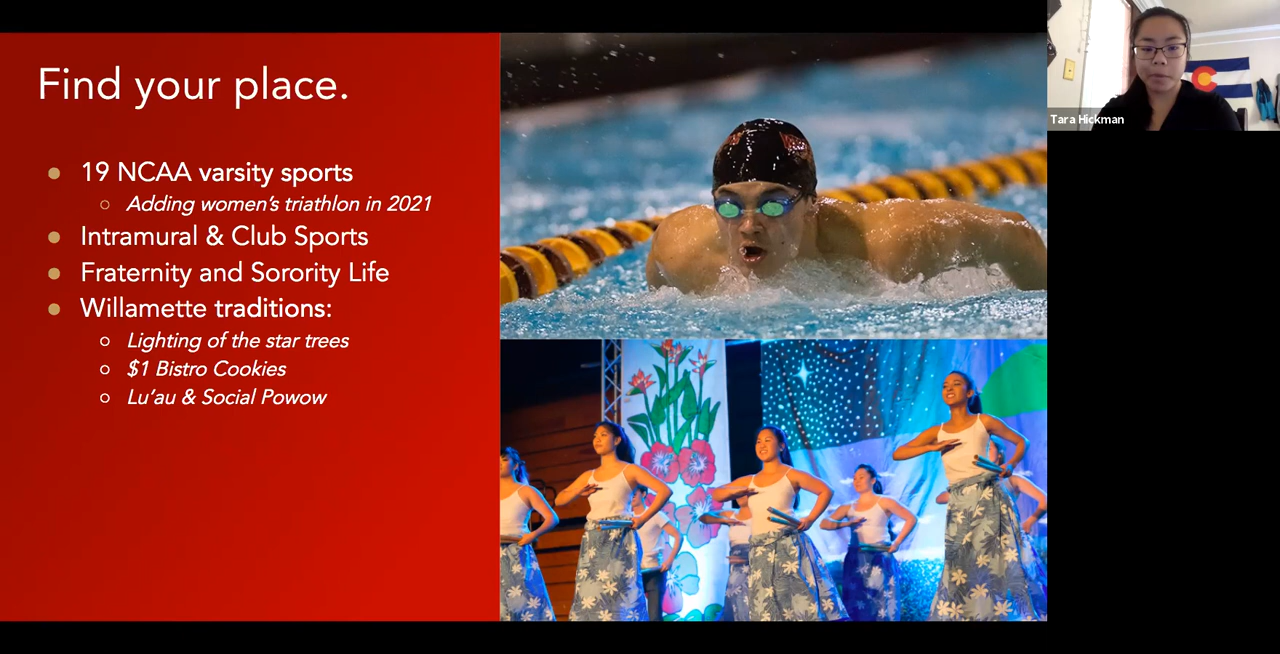 Find your place.
19 NCAA varsity sports
Adding women's triathlon in 2021
Intramural & Club Sports
Fraternity and Sorority Life
Willamette traditions:
Lighting of the star trees
$1 Bistro Cookies
Lu'au & Social Powow
Tara Hickman